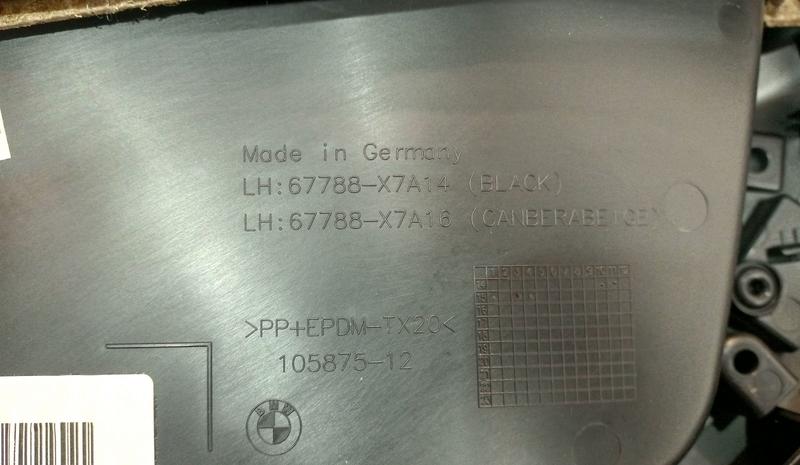 Made in Germany
LH:67788-X7A14 (BLACK)
LH:67788-X7A16 (CANBERABEIGE)
>PP+EPDM-TX20<
105875-12
BMW